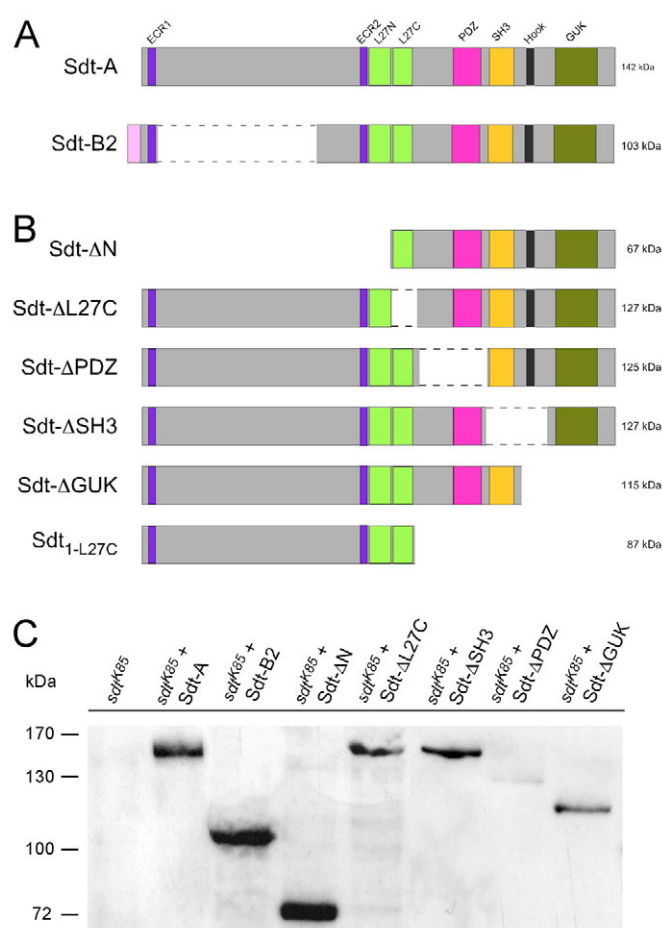 A
ECR1 ECR2 L27N L27C PDZ SH3 Hook GUK
Sdt-A 142 kDa
Sdt-B2 103 kDa
B
Sdt-ΔN 67 kDa
Sdt-ΔL27C 127 kDa
Sdt-ΔPDZ 125 kDa
Sdt-ΔSH3 127 kDa
Sdt-ΔGUK 115 kDa
Sdt1-L27C 87 kDa
C
kDa
sdtK85
sdtK85 +
Sdt-A
sdtK85 +
Sdt-B2
sdtK85 +
Sdt-ΔN
sdtK85 +
Sdt-ΔL27C
sdtK85 +
Sdt-ΔSH3
sdtK85 +
Sdt-ΔPDZ
sdtK85 +
Sdt-ΔGUK
170 —
130 —
100 —
72 —